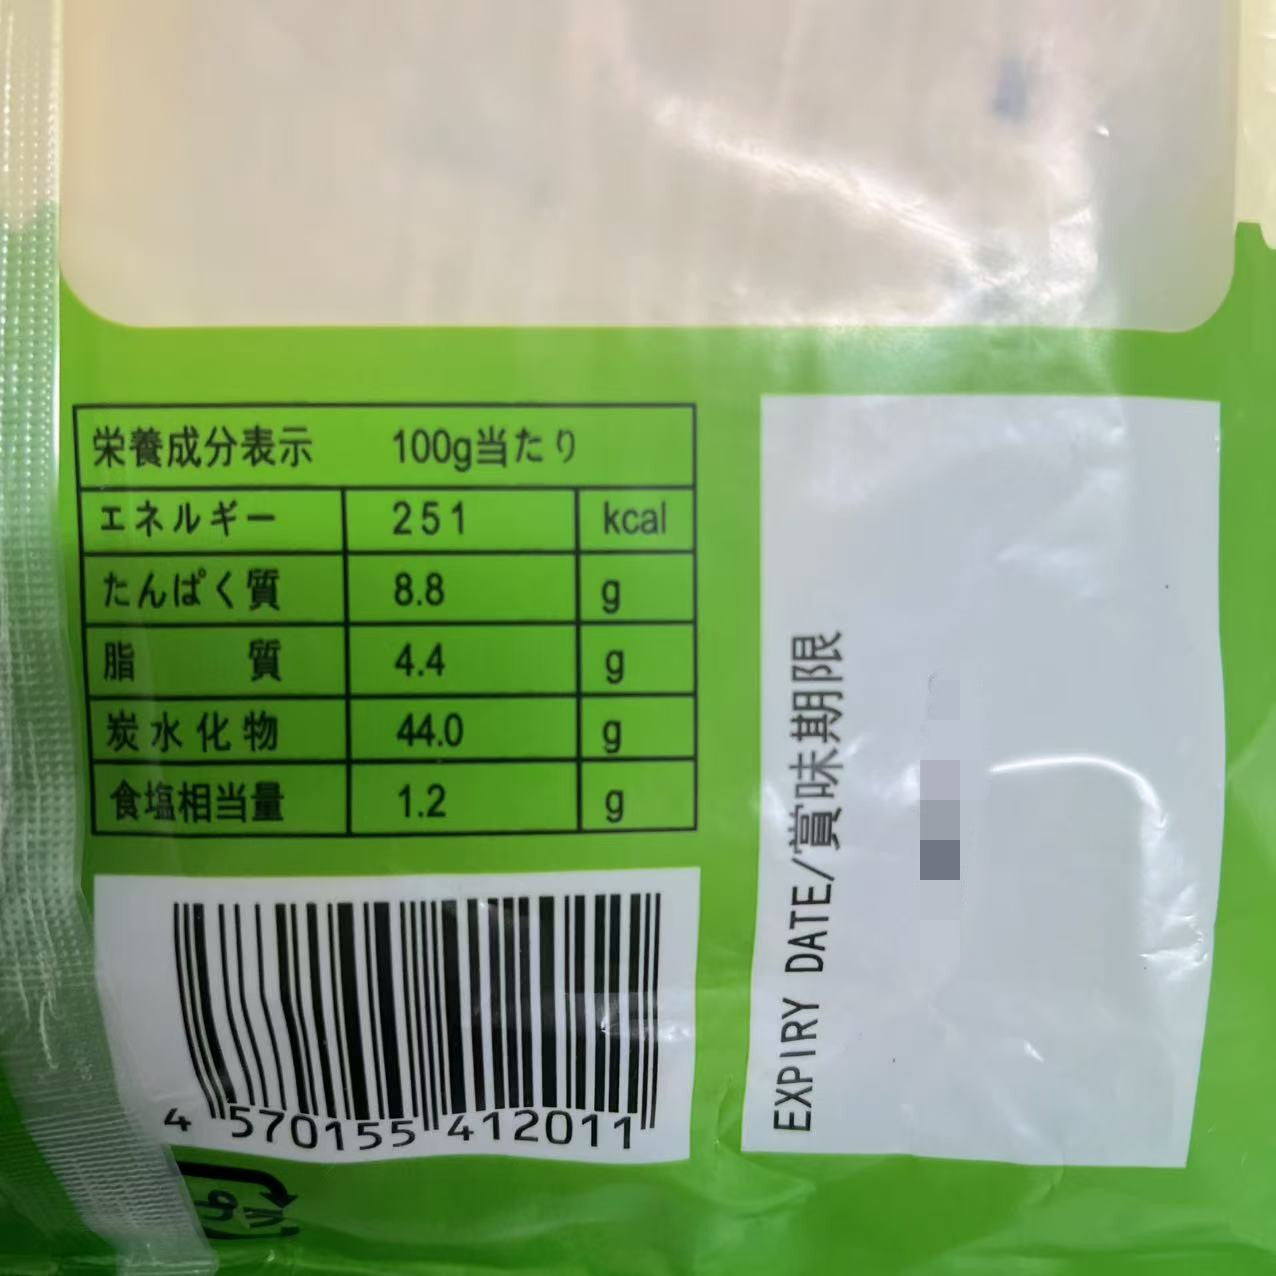 栄養成分表示 100g当たり
エネルギー 251 kcal
たんぱく質 8.8 g
脂質 4.4 g
炭水化物 44.0 g
食塩相当量 1.2 g
4 570155 412011
EXPIRY DATE/賞味期限